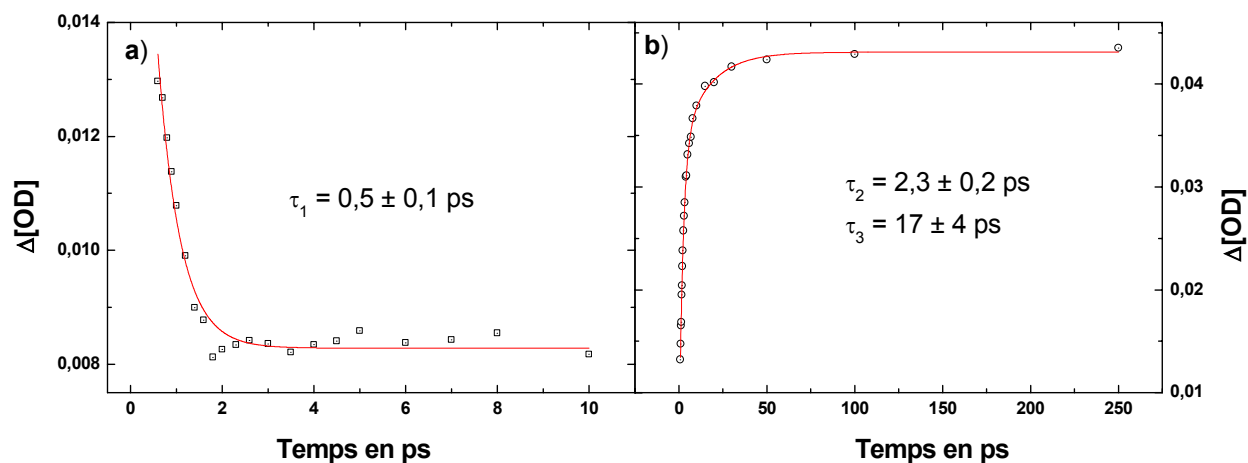 a)
0,014
0,012
0,010
0,008
Δ[OD]
τ1 = 0,5 ± 0,1 ps
0 2 4 6 8 10
Temps en ps
b)
τ2 = 2,3 ± 0,2 ps
τ3 = 17 ± 4 ps
0,04
0,03
0,02
0,01
Δ[OD]
0 50 100 150 200 250
Temps en ps